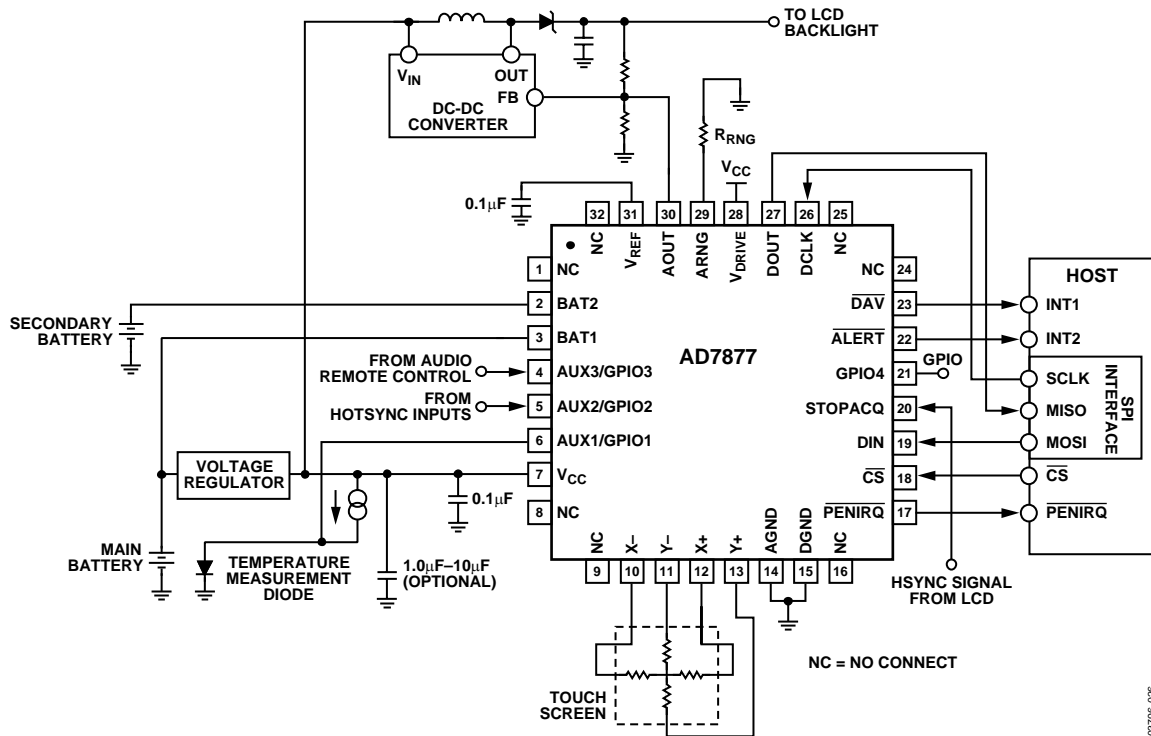 TO LCD
BACKLIGHT
VIN
OUT
FB
DC-DC
CONVERTER
RRNG
VCC
0.1μF
32
31
30
29
28
27
26
25
NC
VREF
AOUT
ARNG
VDRIVE
DOUT
DCLK
NC
1
NC
2
BAT2
3
BAT1
4
AUX3/GPIO3
5
AUX2/GPIO2
6
AUX1/GPIO1
7
VCC
8
NC
AD7877
NC
24
DAV
23
ALERT
22
GPIO4
21
STOPACQ
20
DIN
19
CS
18
PENIRQ
17
GPIO
HOST
INT1
INT2
SCLK
MISO
MOSI
SPI
INTERFACE
CS
PENIRQ
SECONDARY
BATTERY
FROM AUDIO
REMOTE CONTROL
FROM
HOTSYNC INPUTS
VOLTAGE
REGULATOR
0.1μF
MAIN
BATTERY
TEMPERATURE
MEASUREMENT
DIODE
1.0μF–10μF
(OPTIONAL)
NC
X–
Y–
X+
Y+
AGND
DGND
NC
9
10
11
12
13
14
15
16
HSYNC SIGNAL
FROM LCD
NC = NO CONNECT
TOUCH
SCREEN